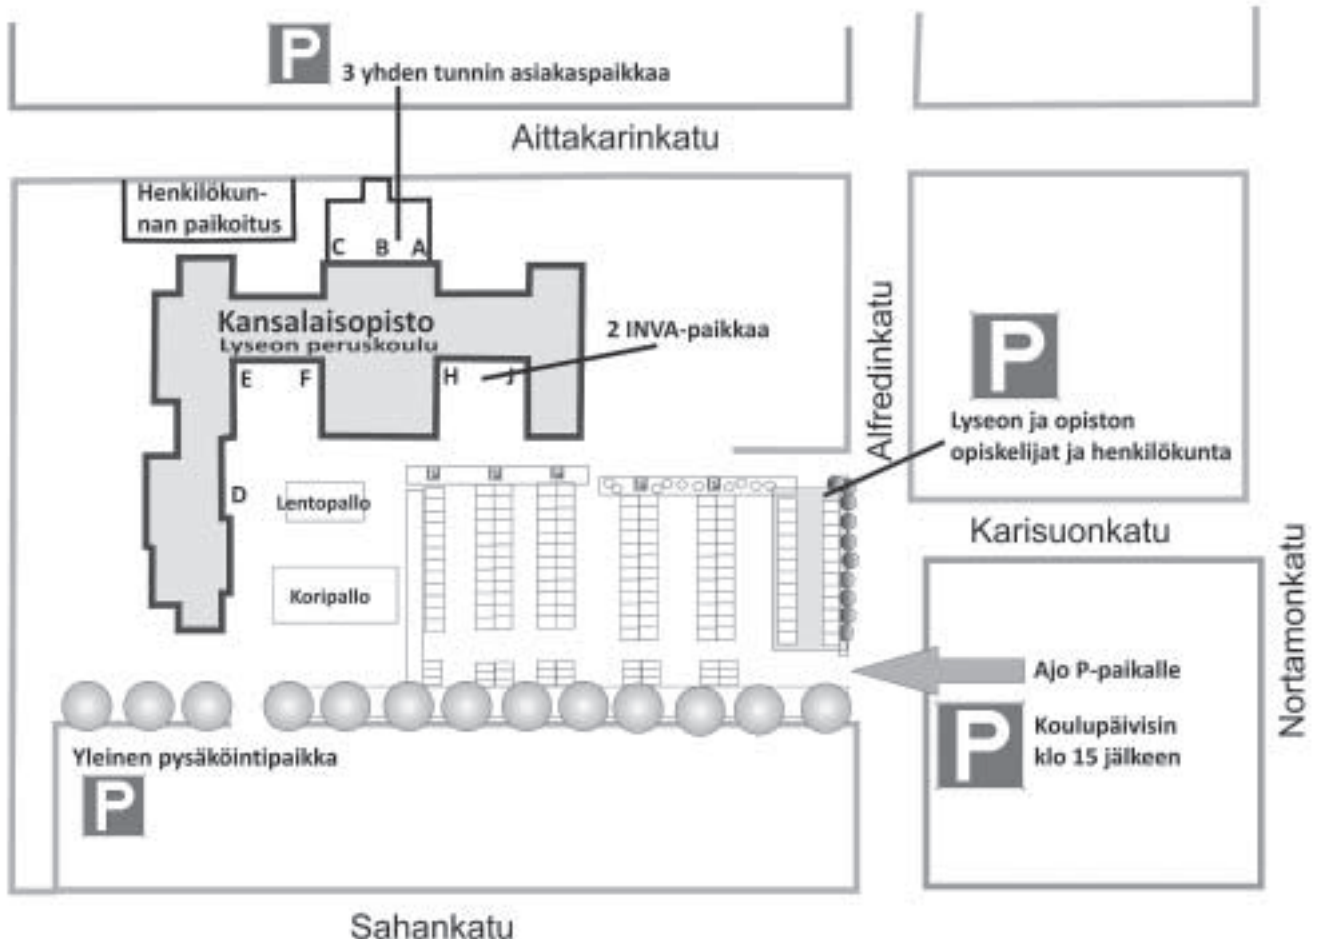 P
3 yhden tunnin asiakaspaikkaa
Aittakarinkatu
Henkilökun-
nan paikoitus
C B A
Kansalaisopisto
Lyseon peruskoulu
2 INVA-paikkaa
E F H J
Alfredinkatu
P
Lyseon ja opiston
opiskelijat ja henkilökunta
D
Lentopallo
Karisuonkatu
Koripallo
Nortamonkatu
Ajo P-paikalle
P
Koulupäivisin
klo 15 jälkeen
Yleinen pysäköintipaikka
P
Sahankatu